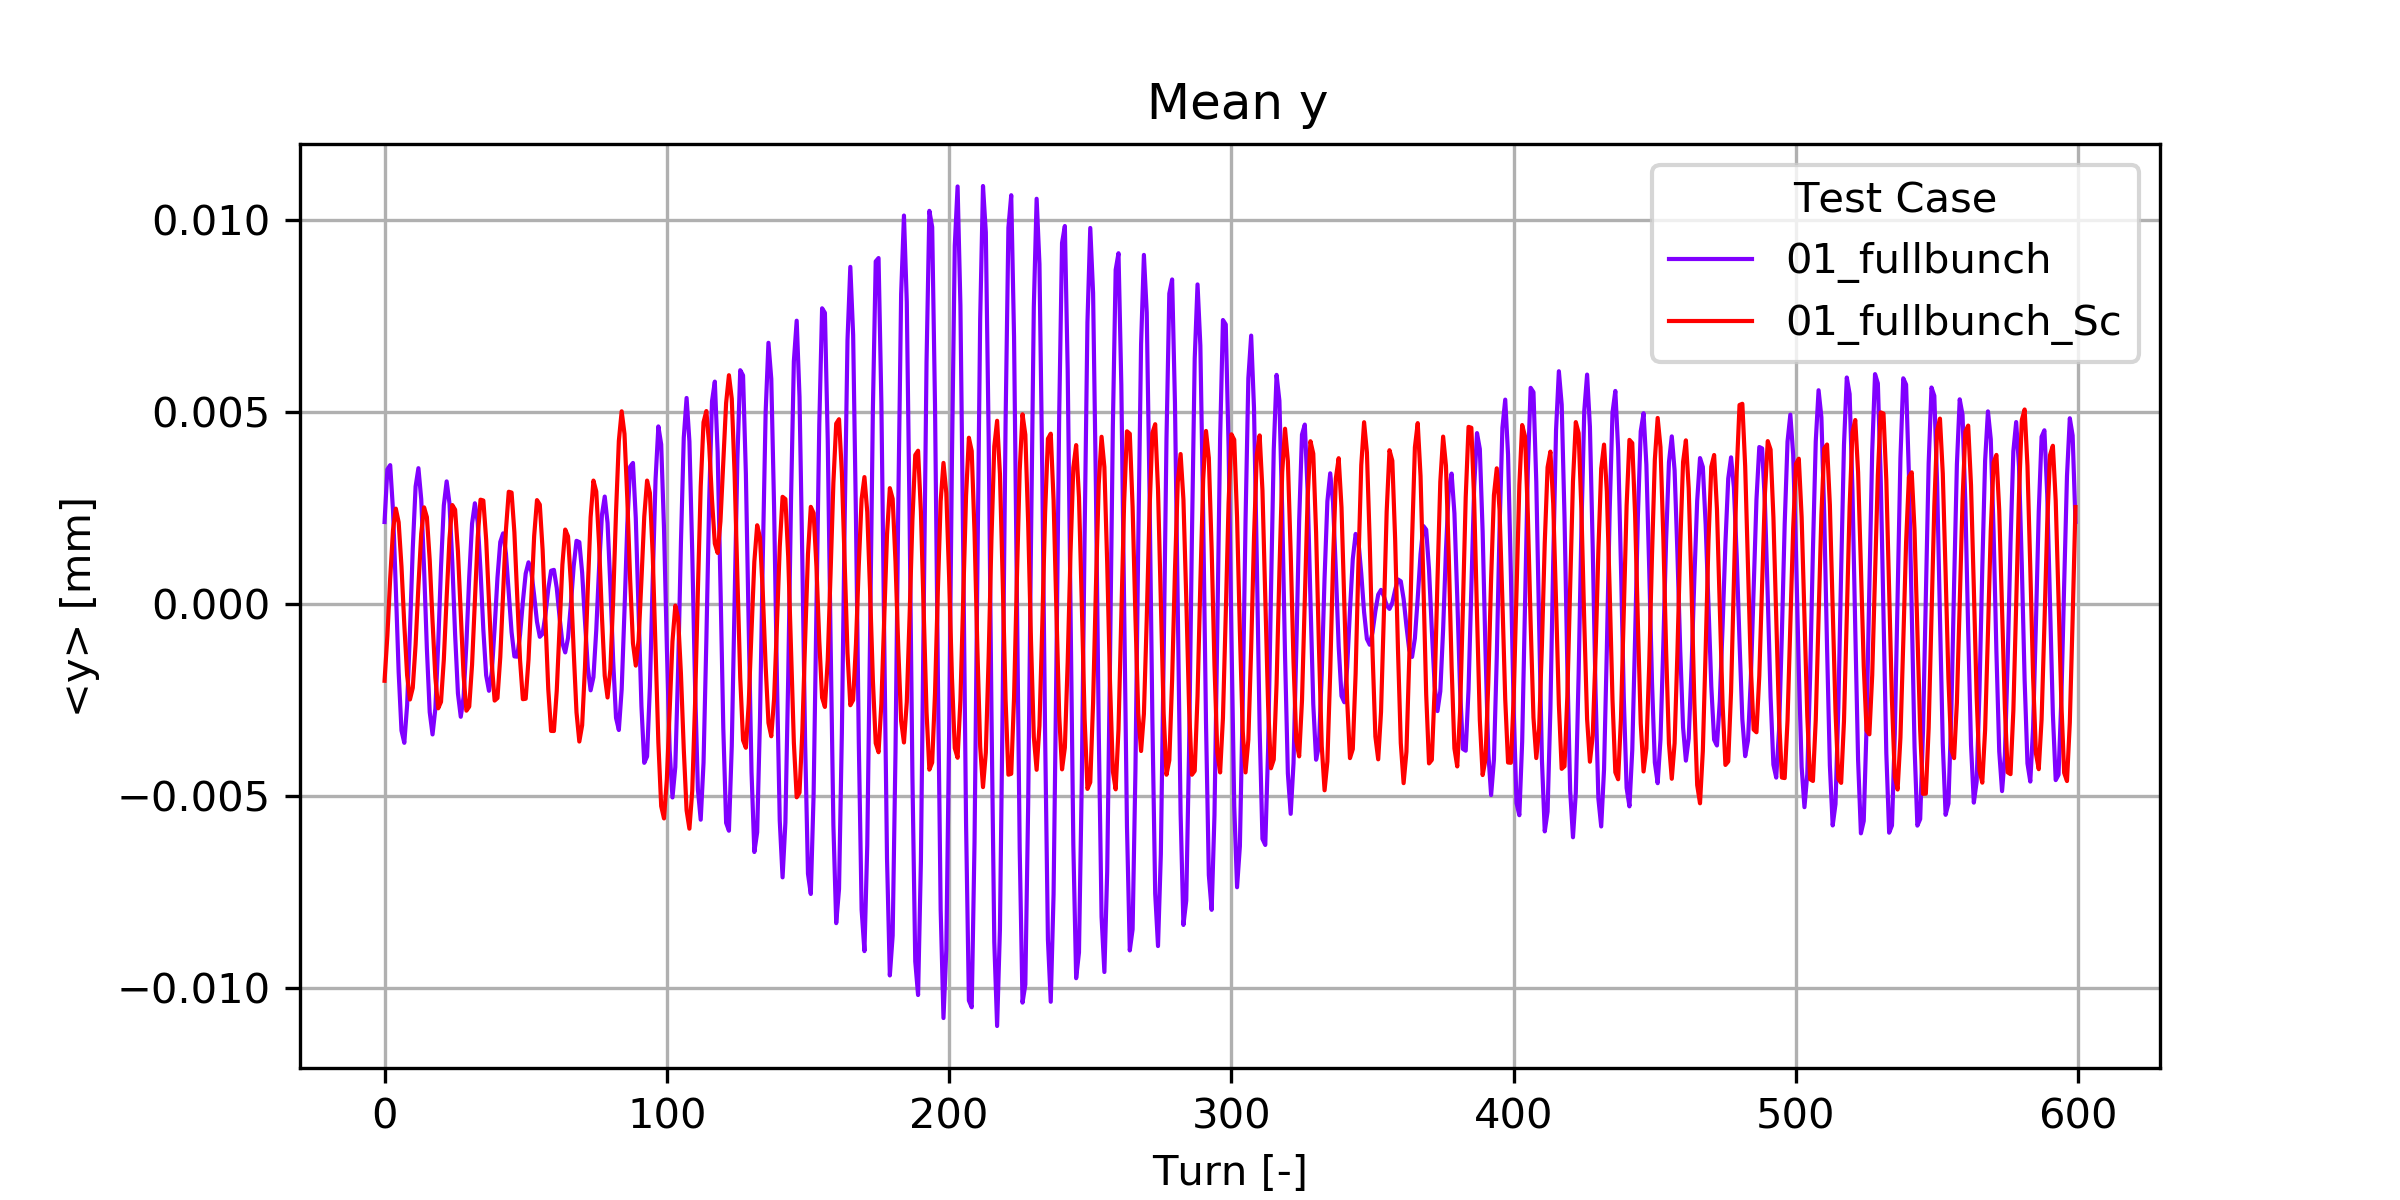 Mean y
Test Case
01_fullbunch
01_fullbunch_Sc
<y> [mm]
0.010
0.005
0.000
−0.005
−0.010
0 100 200 300 400 500 600
Turn [-]